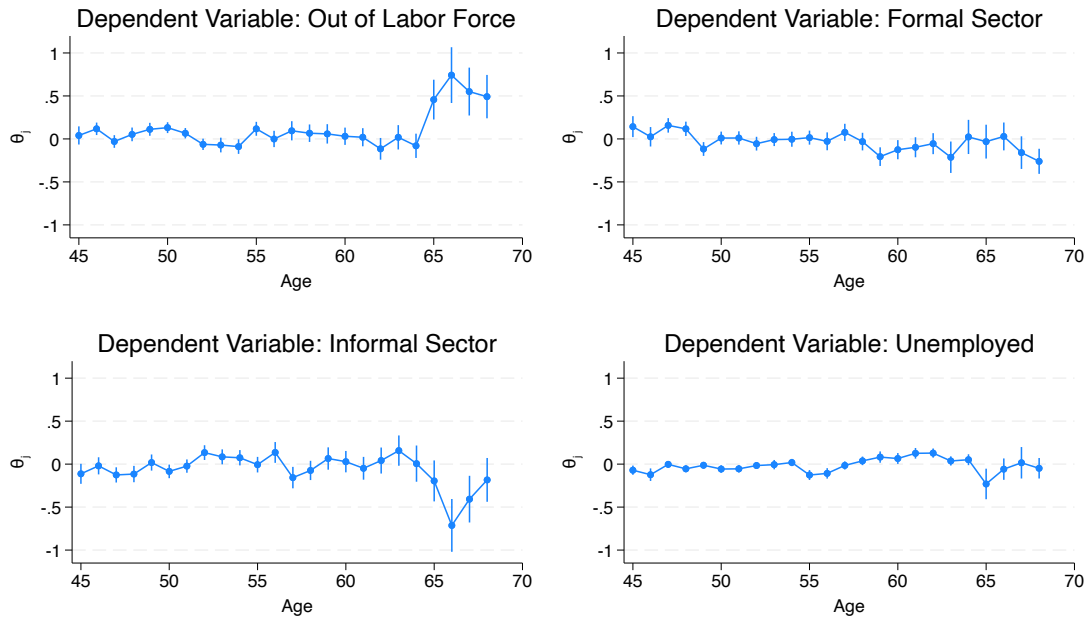 Dependent Variable: Out of Labor Force
1
.5
0
-.5
-1
θj
45 50 55 60 65 70
Age
Dependent Variable: Formal Sector
1
.5
0
-.5
-1
θj
45 50 55 60 65 70
Age
Dependent Variable: Informal Sector
1
.5
0
-.5
-1
θj
45 50 55 60 65 70
Age
Dependent Variable: Unemployed
1
.5
0
-.5
-1
θj
45 50 55 60 65 70
Age